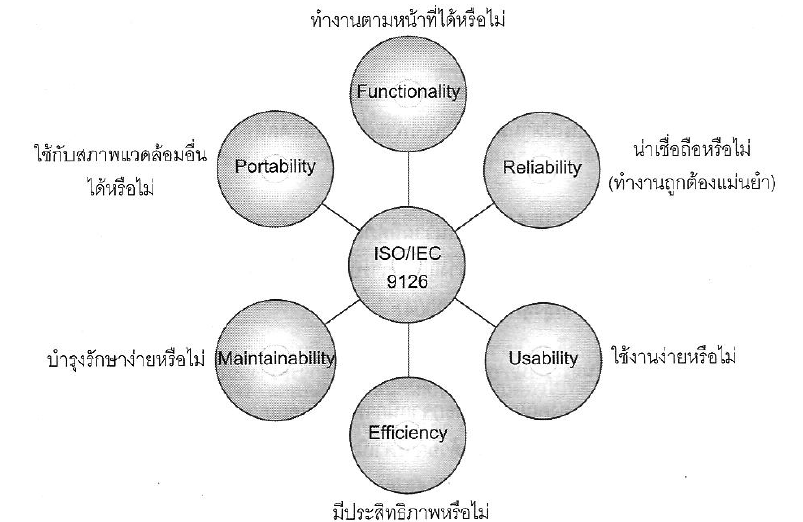 ทำงานตามหน้าที่ได้หรือไม่
Functionality
ใช้กับสภาพแวดล้อมอื่น
ได้หรือไม่
Portability
Reliability
น่าเชื่อถือหรือไม่
(ทำงานถูกต้องแม่นยำ)
ISO/IEC
9126
บำรุงรักษาง่ายหรือไม่
Maintainability
Usability
ใช้งานง่ายหรือไม่
Efficiency
มีประสิทธิภาพหรือไม่